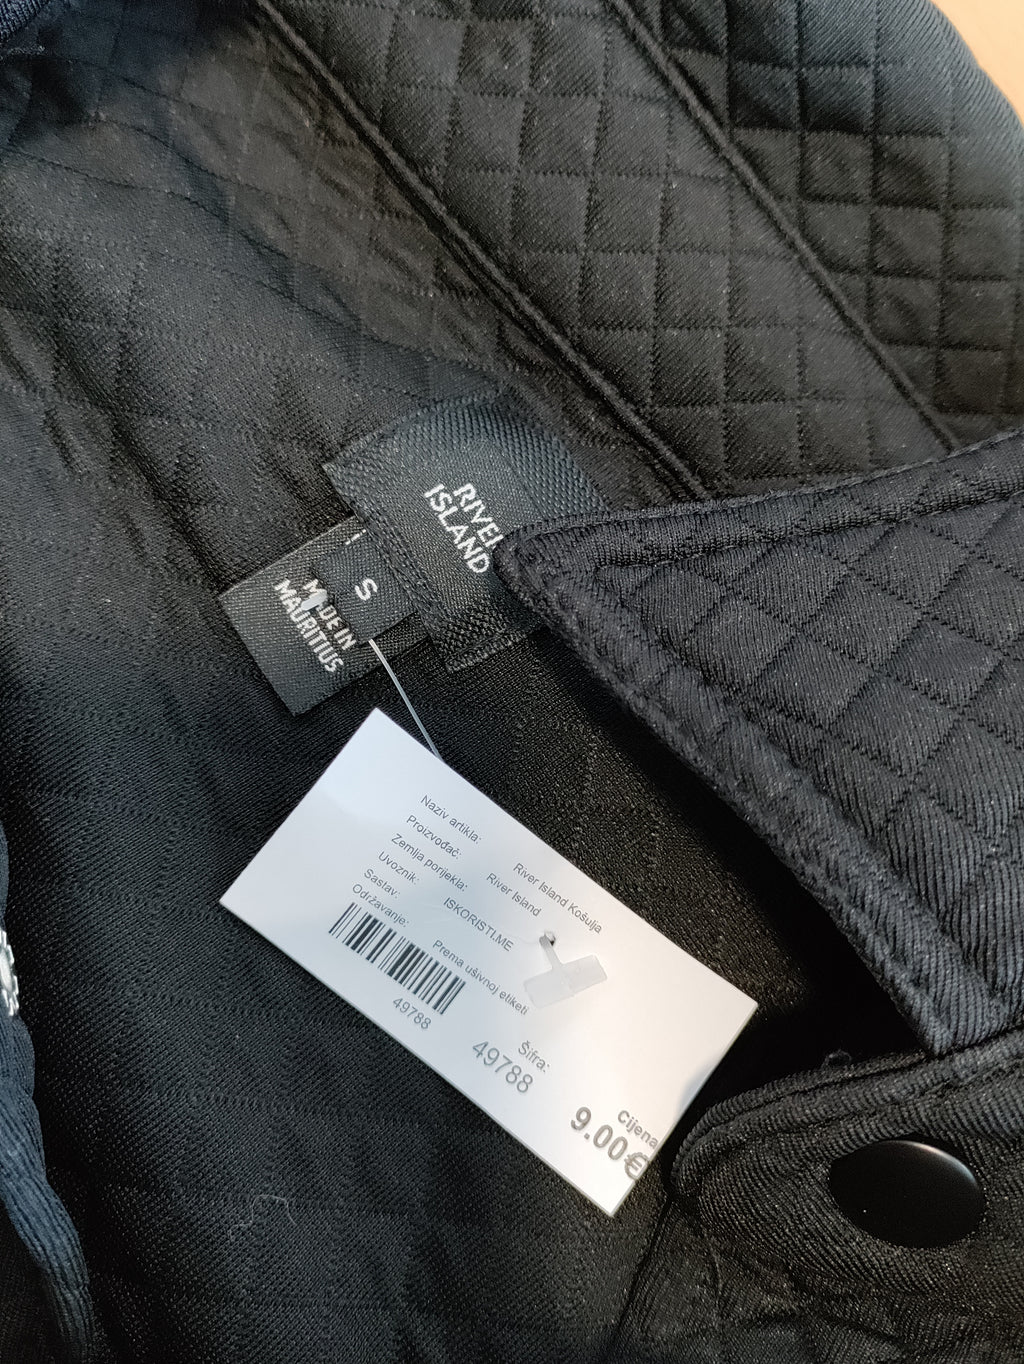 RIVER
ISLAND
S
MADE IN
MAURITIUS
Naziv artikla: River Island Košulja
Proizvođač: River Island
Zemlja porijekla:
Uvoznik: ISKORISTI.ME
Sastav:
Održavanje: Prema ušivnoj etiketi
49788
Šifra:
49788
Cijena
9.00€